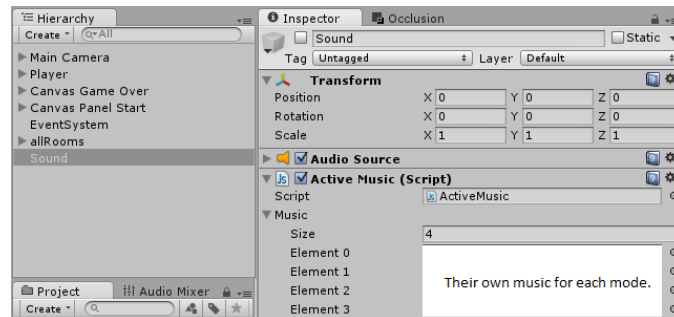 Hierarchy
Create
All
Main Camera
Player
Canvas Game Over
Canvas Panel Start
EventSystem
allRooms
Sound
Project
Audio Mixer
Create
Inspector
Occlusion
Sound
Static
Tag Untagged
Layer Default
Transform
Position X 0 Y 0 Z 0
Rotation X 0 Y 0 Z 0
Scale X 1 Y 1 Z 1
Audio Source
Js Active Music (Script)
Script Js ActiveMusic
Music
Size 4
Element 0
Element 1
Element 2
Element 3
Their own music for each mode.